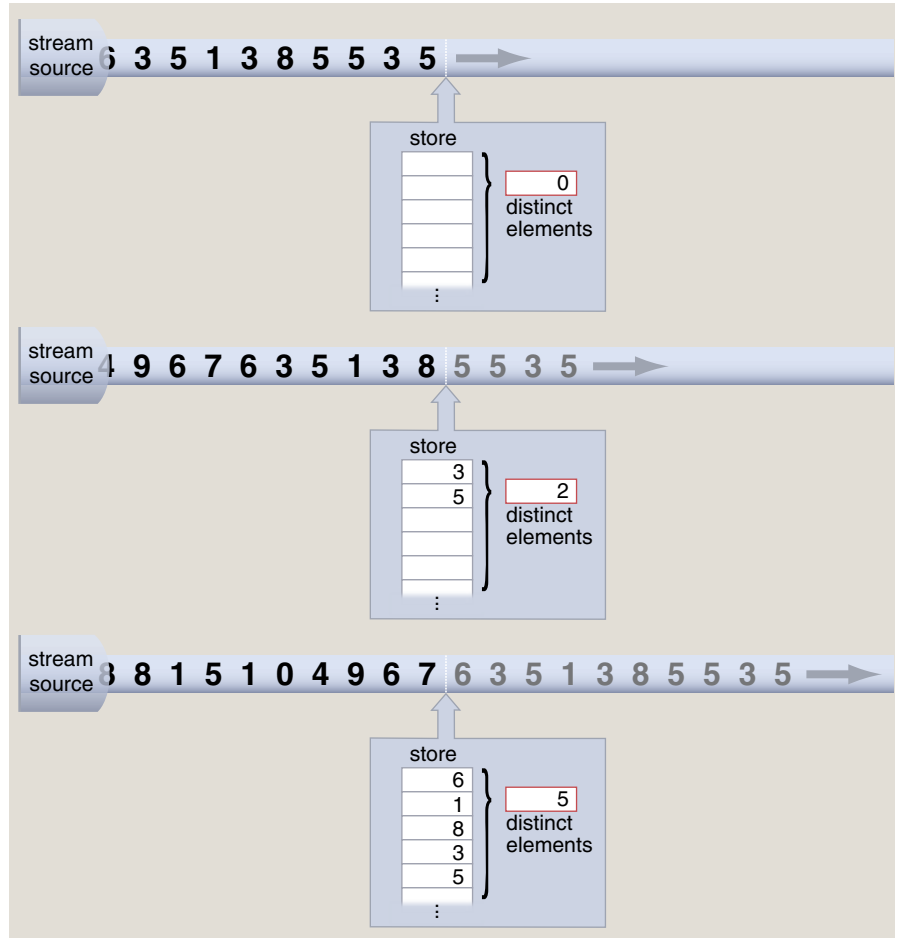 stream
source
6 3 5 1 3 8 5 5 3 5
store
0
distinct
elements
⋮
stream
source
4 9 6 7 6 3 5 1 3 8 5 5 3 5
store
3
5
2
distinct
elements
⋮
stream
source
8 8 1 5 1 0 4 9 6 7 6 3 5 1 3 8 5 5 3 5
store
6
1
8
3
5
5
distinct
elements
⋮